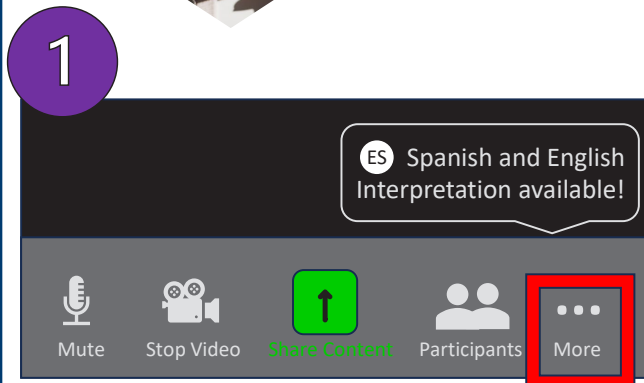 1
ES Spanish and English
Interpretation available!
Mute Stop Video Share Content Participants More